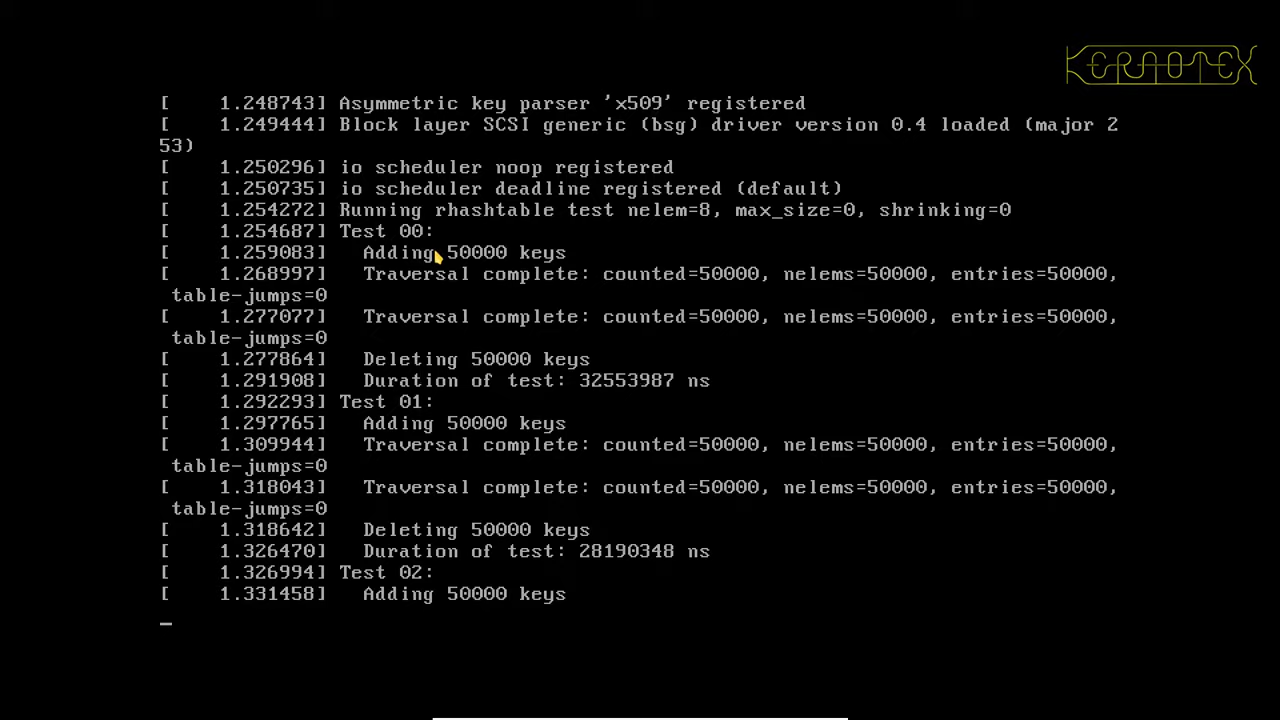 KERNOTEX
[    1.248743] Asymmetric key parser 'x509' registered
[    1.249444] Block layer SCSI generic (bsg) driver version 0.4 loaded (major 2
53)
[    1.250296] io scheduler noop registered
[    1.250735] io scheduler deadline registered (default)
[    1.254272] Running rhashtable test nelem=8, max_size=0, shrinking=0
[    1.254687] Test 00:
[    1.259083]   Adding 50000 keys
[    1.268997]   Traversal complete: counted=50000, nelems=50000, entries=50000,
 table-jumps=0
[    1.277077]   Traversal complete: counted=50000, nelems=50000, entries=50000,
 table-jumps=0
[    1.277864]   Deleting 50000 keys
[    1.291908]   Duration of test: 32553987 ns
[    1.292293] Test 01:
[    1.297765]   Adding 50000 keys
[    1.309944]   Traversal complete: counted=50000, nelems=50000, entries=50000,
 table-jumps=0
[    1.318043]   Traversal complete: counted=50000, nelems=50000, entries=50000,
 table-jumps=0
[    1.318642]   Deleting 50000 keys
[    1.326470]   Duration of test: 28190348 ns
[    1.326994] Test 02:
[    1.331458]   Adding 50000 keys
_